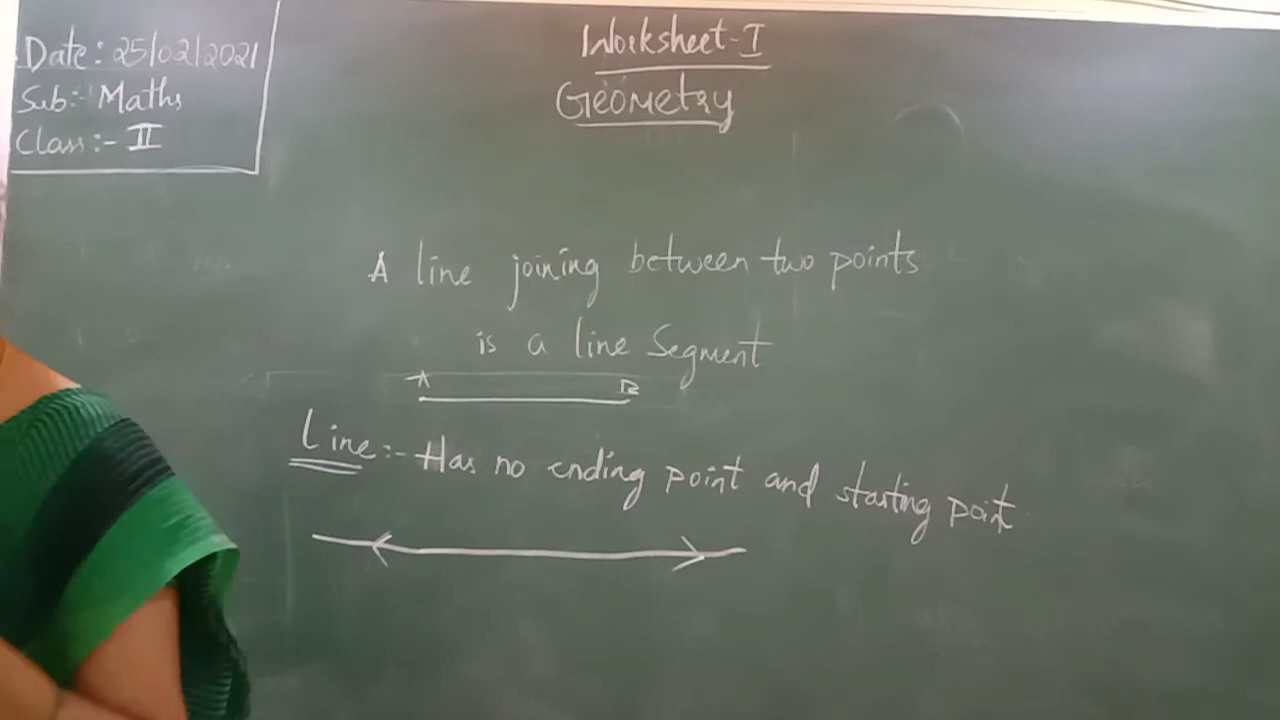 Date: 25/02/2021
Sub:- Maths
Class:- II
Worksheet-I
Geometry
A line joining between two points
is a line Segment
A B
Line:- Has no ending point and starting point